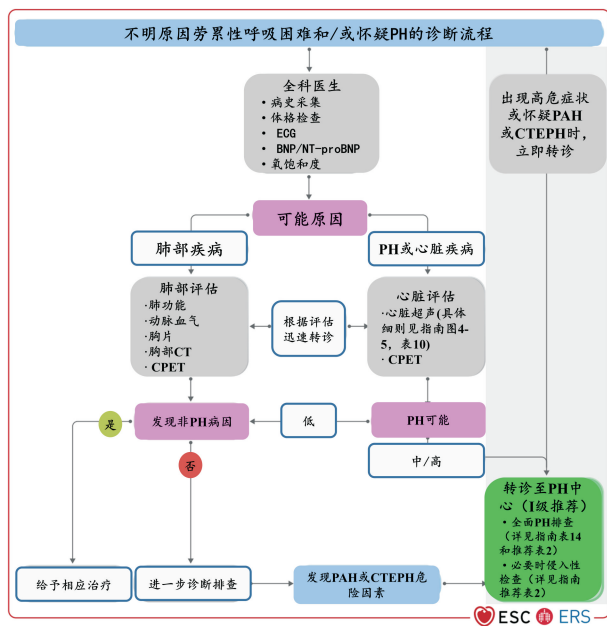 不明原因劳累性呼吸困难和/或怀疑PH的诊断流程
全科医生
• 病史采集
• 体格检查
• ECG
• BNP/NT-proBNP
• 氧饱和度
出现高危症状
或怀疑PAH
或CTEPH时，
立即转诊
可能原因
肺部疾病
PH或心脏疾病
肺部评估
·肺功能
·动脉血气
·胸片
·胸部CT
· CPET
根据评估
迅速转诊
心脏评估
·心脏超声(具体
细则见指南图4-
5，表10)
· CPET
是
发现非PH病因
低
PH可能
否
中/高
转诊至PH中
心（I级推荐）
·全面PH排查
（详见指南表14
和推荐表2）
·必要时侵入性
检查（详见指南
推荐表2）
给予相应治疗
进一步诊断排查
发现PAH或CTEPH危
险因素
ESC ERS